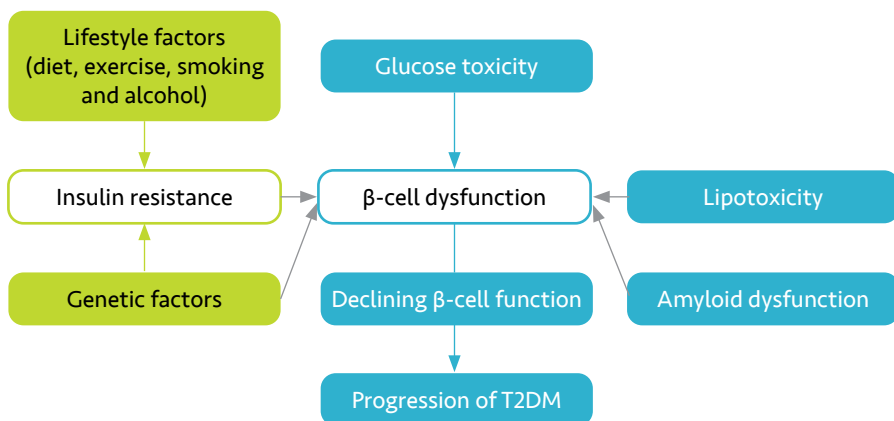 Lifestyle factors
(diet, exercise, smoking
and alcohol)
Glucose toxicity
Insulin resistance
β-cell dysfunction
Lipotoxicity
Genetic factors
Declining β-cell function
Amyloid dysfunction
Progression of T2DM